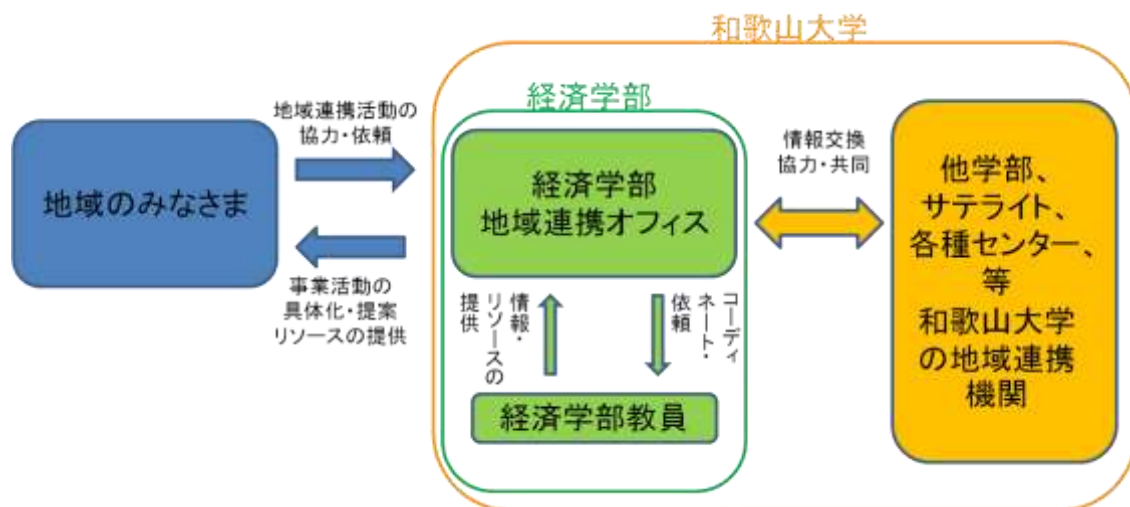 和歌山大学
経済学部
地域連携活動の
協力・依頼
地域のみなさま
事業活動の
具体化・提案
リソースの提供
経済学部
地域連携オフィス
情報・
リソースの
提供
コーディ
ネート・
依頼
経済学部教員
情報交換
協力・共同
他学部、
サテライト、
各種センター、
等
和歌山大学
の地域連携
機関